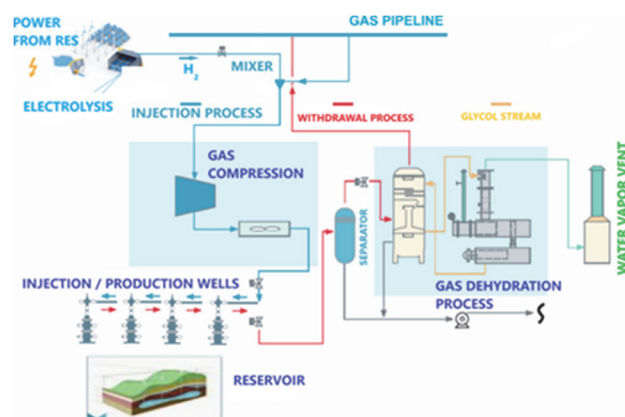 POWER
FROM RES
GAS PIPELINE
H2
MIXER
ELECTROLYSIS
INJECTION PROCESS
WITHDRAWAL PROCESS
GLYCOL STREAM
GAS
COMPRESSION
SEPARATOR
WATER VAPOR VENT
INJECTION / PRODUCTION WELLS
GAS DEHYDRATION
PROCESS
RESERVOIR